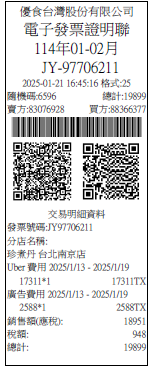 優食台灣股份有限公司
電子發票證明聯
114年01-02月
JY-97706211
2025-01-21 16:45:16 格式:25
隨機碼:6596 總計:19899
賣方:83076928 買方:88366377
交易明細資料
發票號碼:JY97706211
分店名稱:
珍煮丹 台北南京店
Uber 費用 2025/1/13 - 2025/1/19
17311*1 17311TX
廣告費用 2025/1/13 - 2025/1/19
2588*1 2588TX
銷售額(應稅): 18951
稅額: 948
總計: 19899